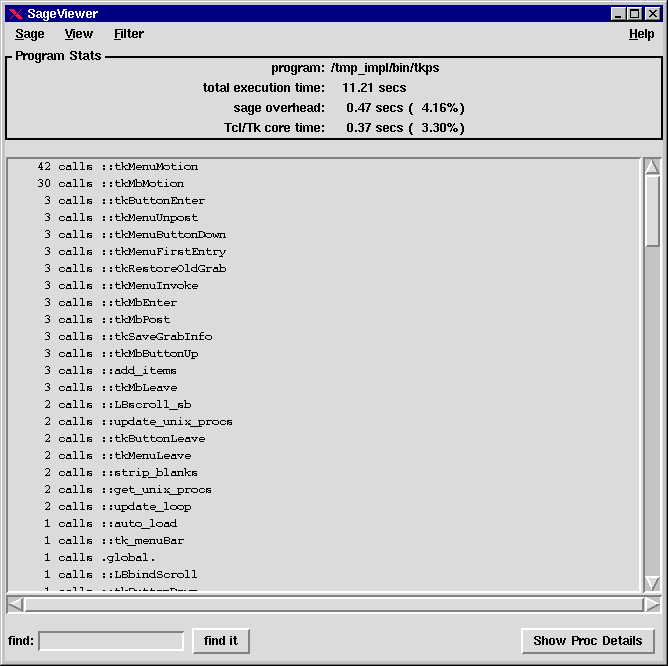 SageViewer
Sage View Filter Help
Program Stats
program: /tmp_impl/bin/tkps
total execution time: 11.21 secs
sage overhead: 0.47 secs ( 4.16%)
Tcl/Tk core time: 0.37 secs ( 3.30%)
42 calls ::tkMenuMotion
30 calls ::tkMbMotion
3 calls ::tkButtonEnter
3 calls ::tkMenuUnpost
3 calls ::tkMenuButtonDown
3 calls ::tkMenuFirstEntry
3 calls ::tkRestoreOldGrab
3 calls ::tkMenuInvoke
3 calls ::tkMbEnter
3 calls ::tkMbPost
3 calls ::tkSaveGrabInfo
3 calls ::tkMbButtonUp
3 calls ::add_items
3 calls ::tkMbLeave
2 calls ::LBscroll_sb
2 calls ::update_unix_procs
2 calls ::tkButtonLeave
2 calls ::tkMenuLeave
2 calls ::strip_blanks
2 calls ::get_unix_procs
2 calls ::update_loop
1 calls ::auto_load
1 calls ::tk_menuBar
1 calls .global.
1 calls ::LBbindScroll
1 calls ::tkButtonDown
find: find it Show Proc Details